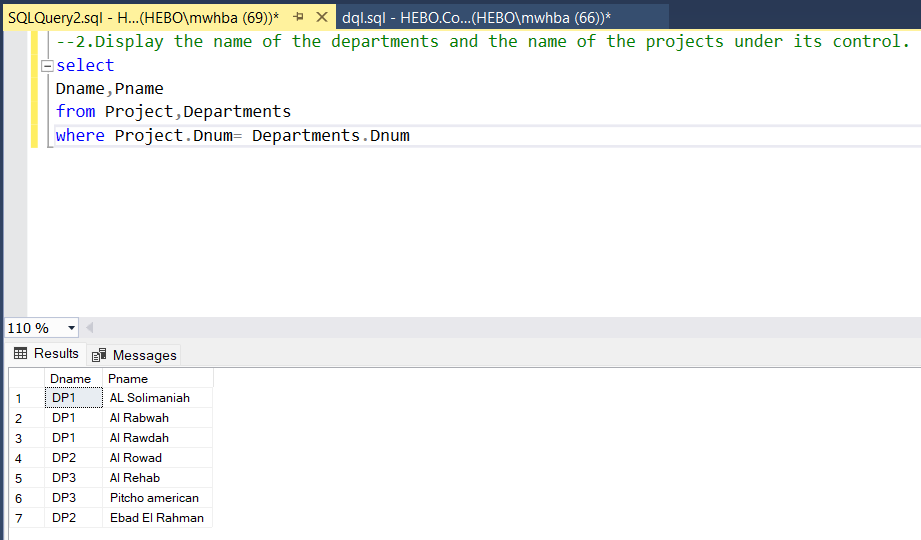 SQLQuery2.sql - H...(HEBO\mwhba (69))* dql.sql - HEBO.Co...(HEBO\mwhba (66))*
--2.Display the name of the departments and the name of the projects under its control.
select
Dname,Pname
from Project,Departments
where Project.Dnum= Departments.Dnum
110 %
Results Messages
Dname Pname
1 DP1 AL Solimaniah
2 DP1 Al Rabwah
3 DP1 Al Rawdah
4 DP2 Al Rowad
5 DP3 Al Rehab
6 DP3 Pitcho american
7 DP2 Ebad El Rahman